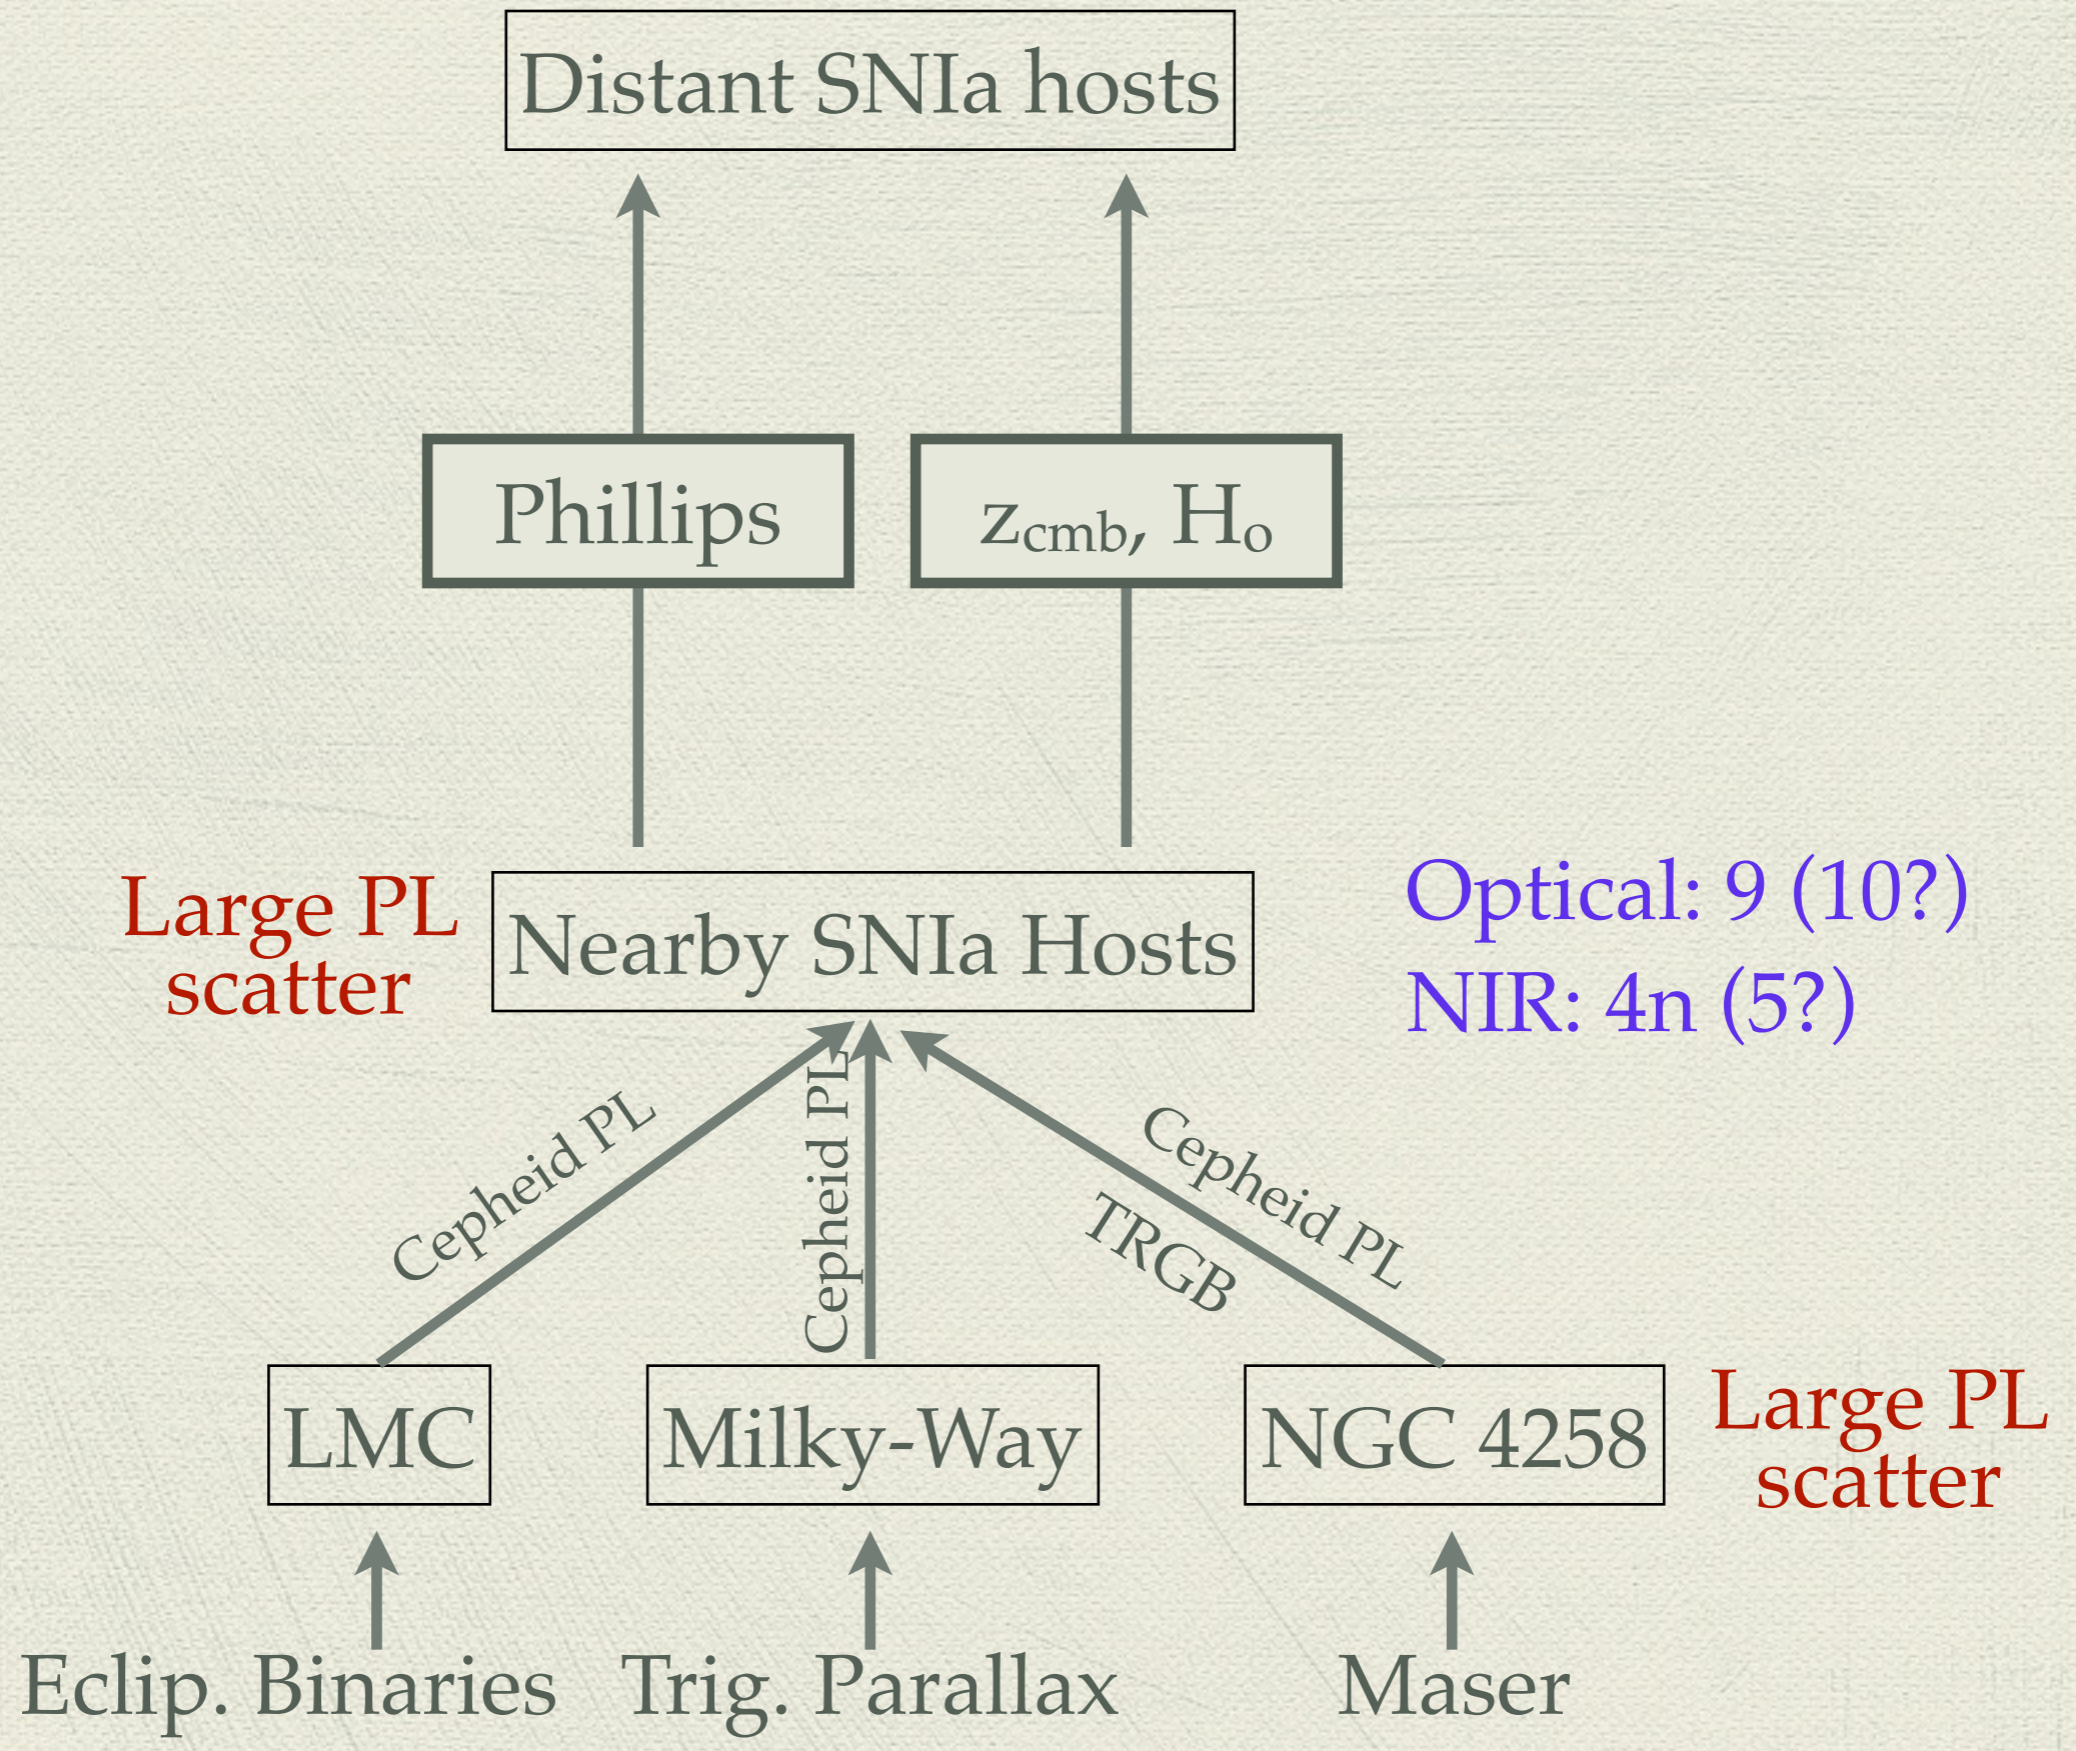 Distant SNIa hosts
Phillips
zcmb, Ho
Large PL
scatter
Nearby SNIa Hosts
Optical: 9 (10?)
NIR: 4n (5?)
Cepheid PL
Cepheid PL
Cepheid PL
TRGB
LMC
Milky-Way
NGC 4258
Large PL
scatter
Eclip. Binaries
Trig. Parallax
Maser